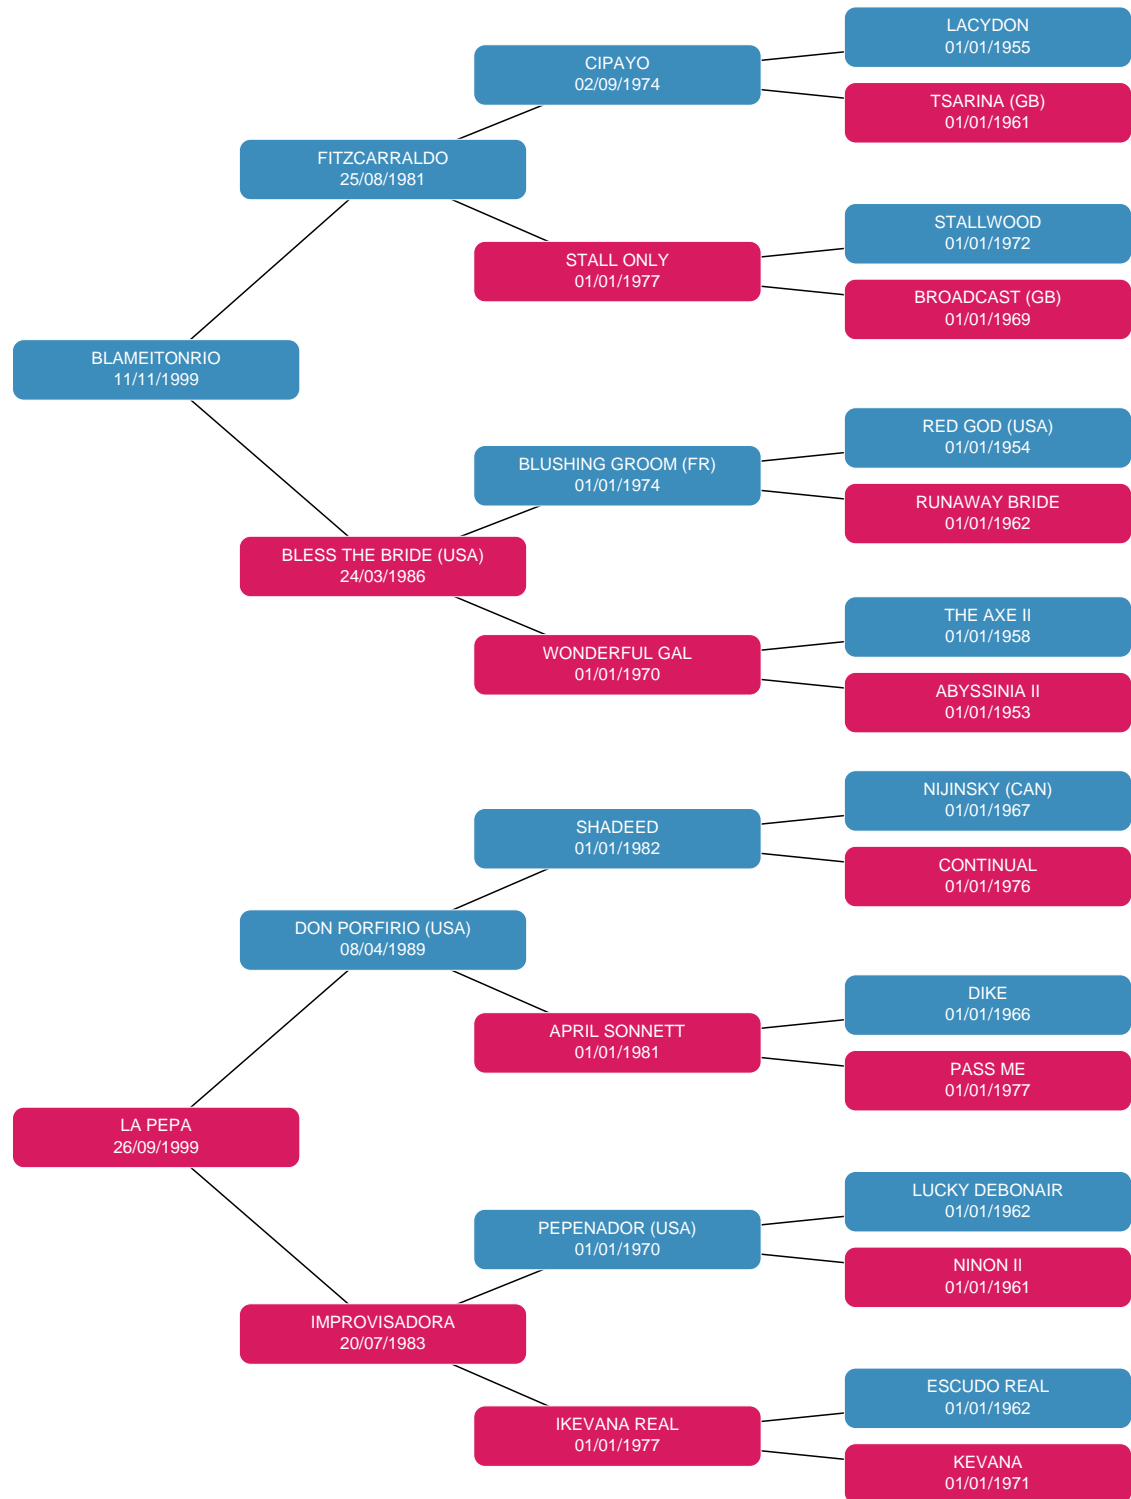 LACYDON
01/01/1955
CIPAYO
02/09/1974
TSARINA (GB)
01/01/1961
FITZCARRALDO
25/08/1981
STALLWOOD
01/01/1972
STALL ONLY
01/01/1977
BROADCAST (GB)
01/01/1969
BLAMEITONRIO
11/11/1999
RED GOD (USA)
01/01/1954
BLUSHING GROOM (FR)
01/01/1974
RUNAWAY BRIDE
01/01/1962
BLESS THE BRIDE (USA)
24/03/1986
THE AXE II
01/01/1958
WONDERFUL GAL
01/01/1970
ABYSSINIA II
01/01/1953
NIJINSKY (CAN)
01/01/1967
SHADEED
01/01/1982
CONTINUAL
01/01/1976
DON PORFIRIO (USA)
08/04/1989
DIKE
01/01/1966
APRIL SONNETT
01/01/1981
PASS ME
01/01/1977
LA PEPA
26/09/1999
LUCKY DEBONAIR
01/01/1962
PEPENADOR (USA)
01/01/1970
NINON II
01/01/1961
IMPROVISADORA
20/07/1983
ESCUDO REAL
01/01/1962
IKEVANA REAL
01/01/1977
KEVANA
01/01/1971